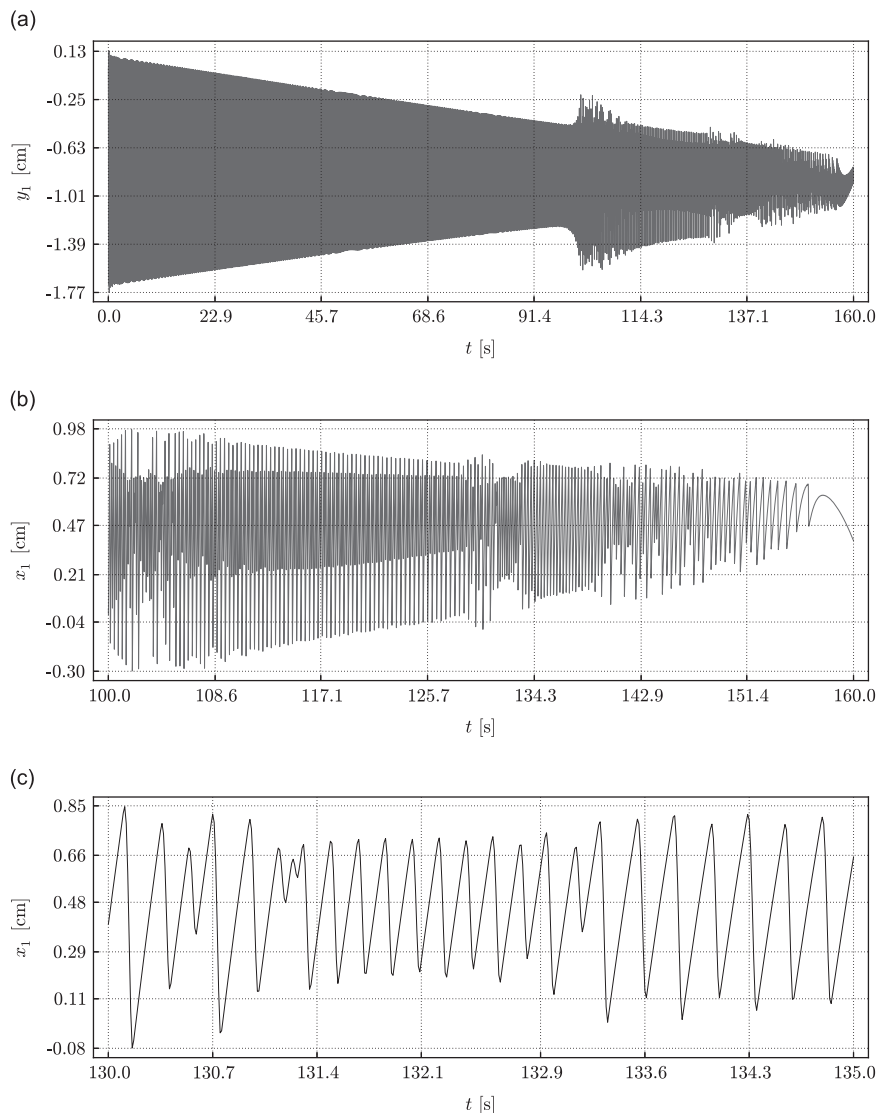 (a)
0.13
-0.25
-0.63
-1.01
-1.39
-1.77
y₁ [cm]
0.0 22.9 45.7 68.6 91.4 114.3 137.1 160.0
t [s]
(b)
0.98
0.72
0.47
0.21
-0.04
-0.30
x₁ [cm]
100.0 108.6 117.1 125.7 134.3 142.9 151.4 160.0
t [s]
(c)
0.85
0.66
0.48
0.29
0.11
-0.08
x₁ [cm]
130.0 130.7 131.4 132.1 132.9 133.6 134.3 135.0
t [s]